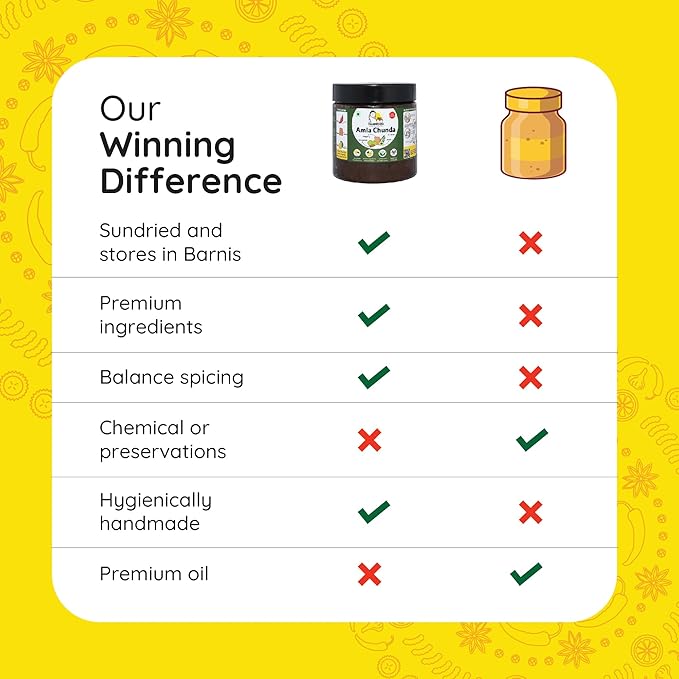 Our
Winning
Difference
Amla Chunda
Sundried and
stores in Barnis
Premium
ingredients
Balance spicing
Chemical or
preservations
Hygienically
handmade
Premium oil